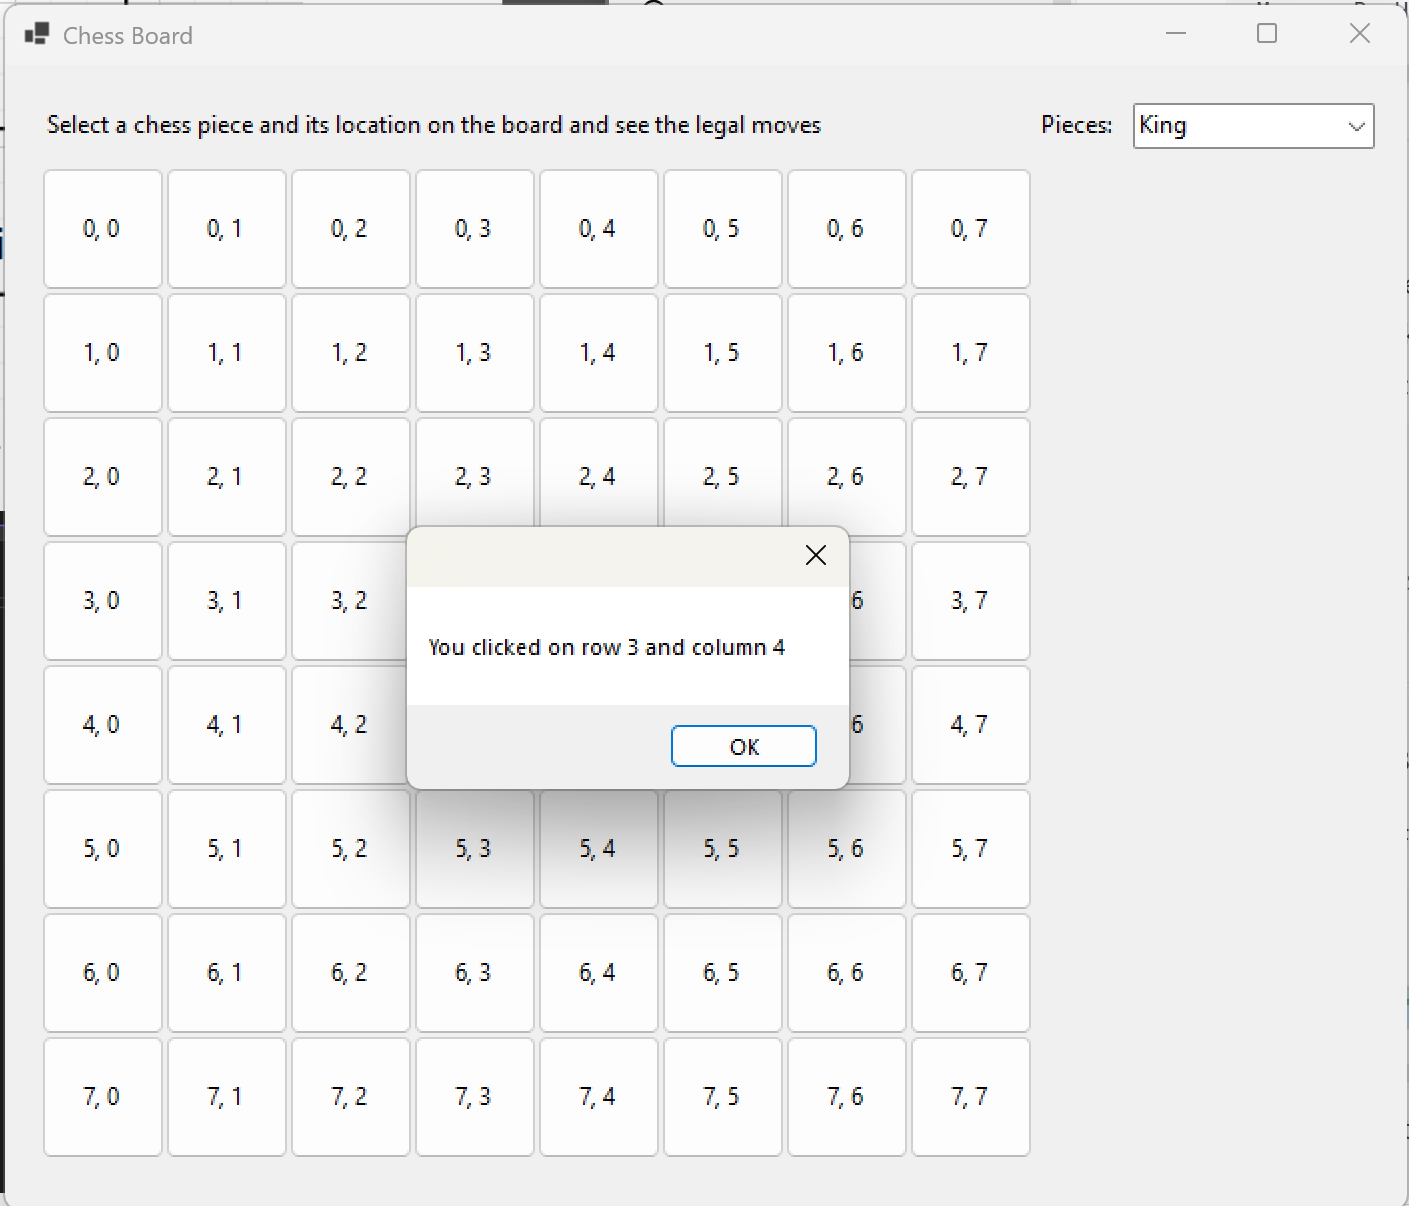 Chess Board
Select a chess piece and its location on the board and see the legal moves Pieces: King
0, 0 0, 1 0, 2 0, 3 0, 4 0, 5 0, 6 0, 7
1, 0 1, 1 1, 2 1, 3 1, 4 1, 5 1, 6 1, 7
2, 0 2, 1 2, 2 2, 3 2, 4 2, 5 2, 6 2, 7
3, 0 3, 1 3, 2 6 3, 7
You clicked on row 3 and column 4
4, 0 4, 1 4, 2 6 4, 7
OK
5, 0 5, 1 5, 2 5, 3 5, 4 5, 5 5, 6 5, 7
6, 0 6, 1 6, 2 6, 3 6, 4 6, 5 6, 6 6, 7
7, 0 7, 1 7, 2 7, 3 7, 4 7, 5 7, 6 7, 7